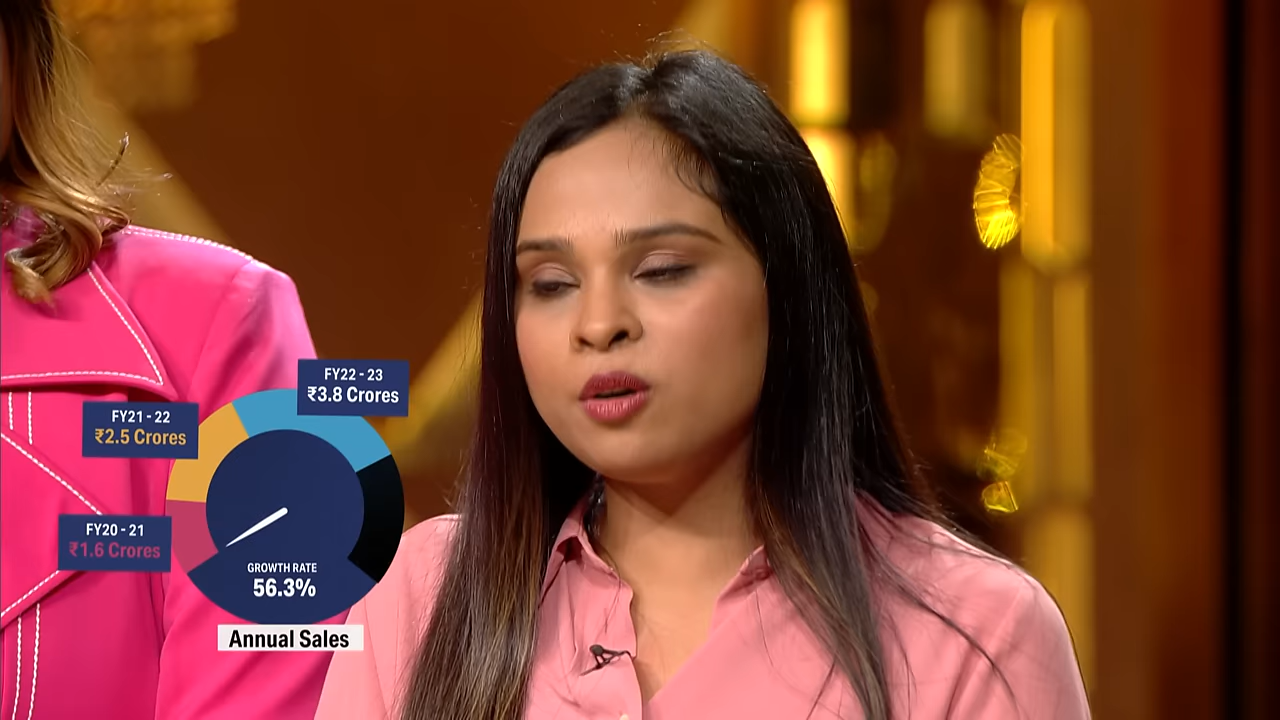 FY22 - 23
₹3.8 Crores
FY21 - 22
₹2.5 Crores
FY20 - 21
₹1.6 Crores
GROWTH RATE
56.3%
Annual Sales